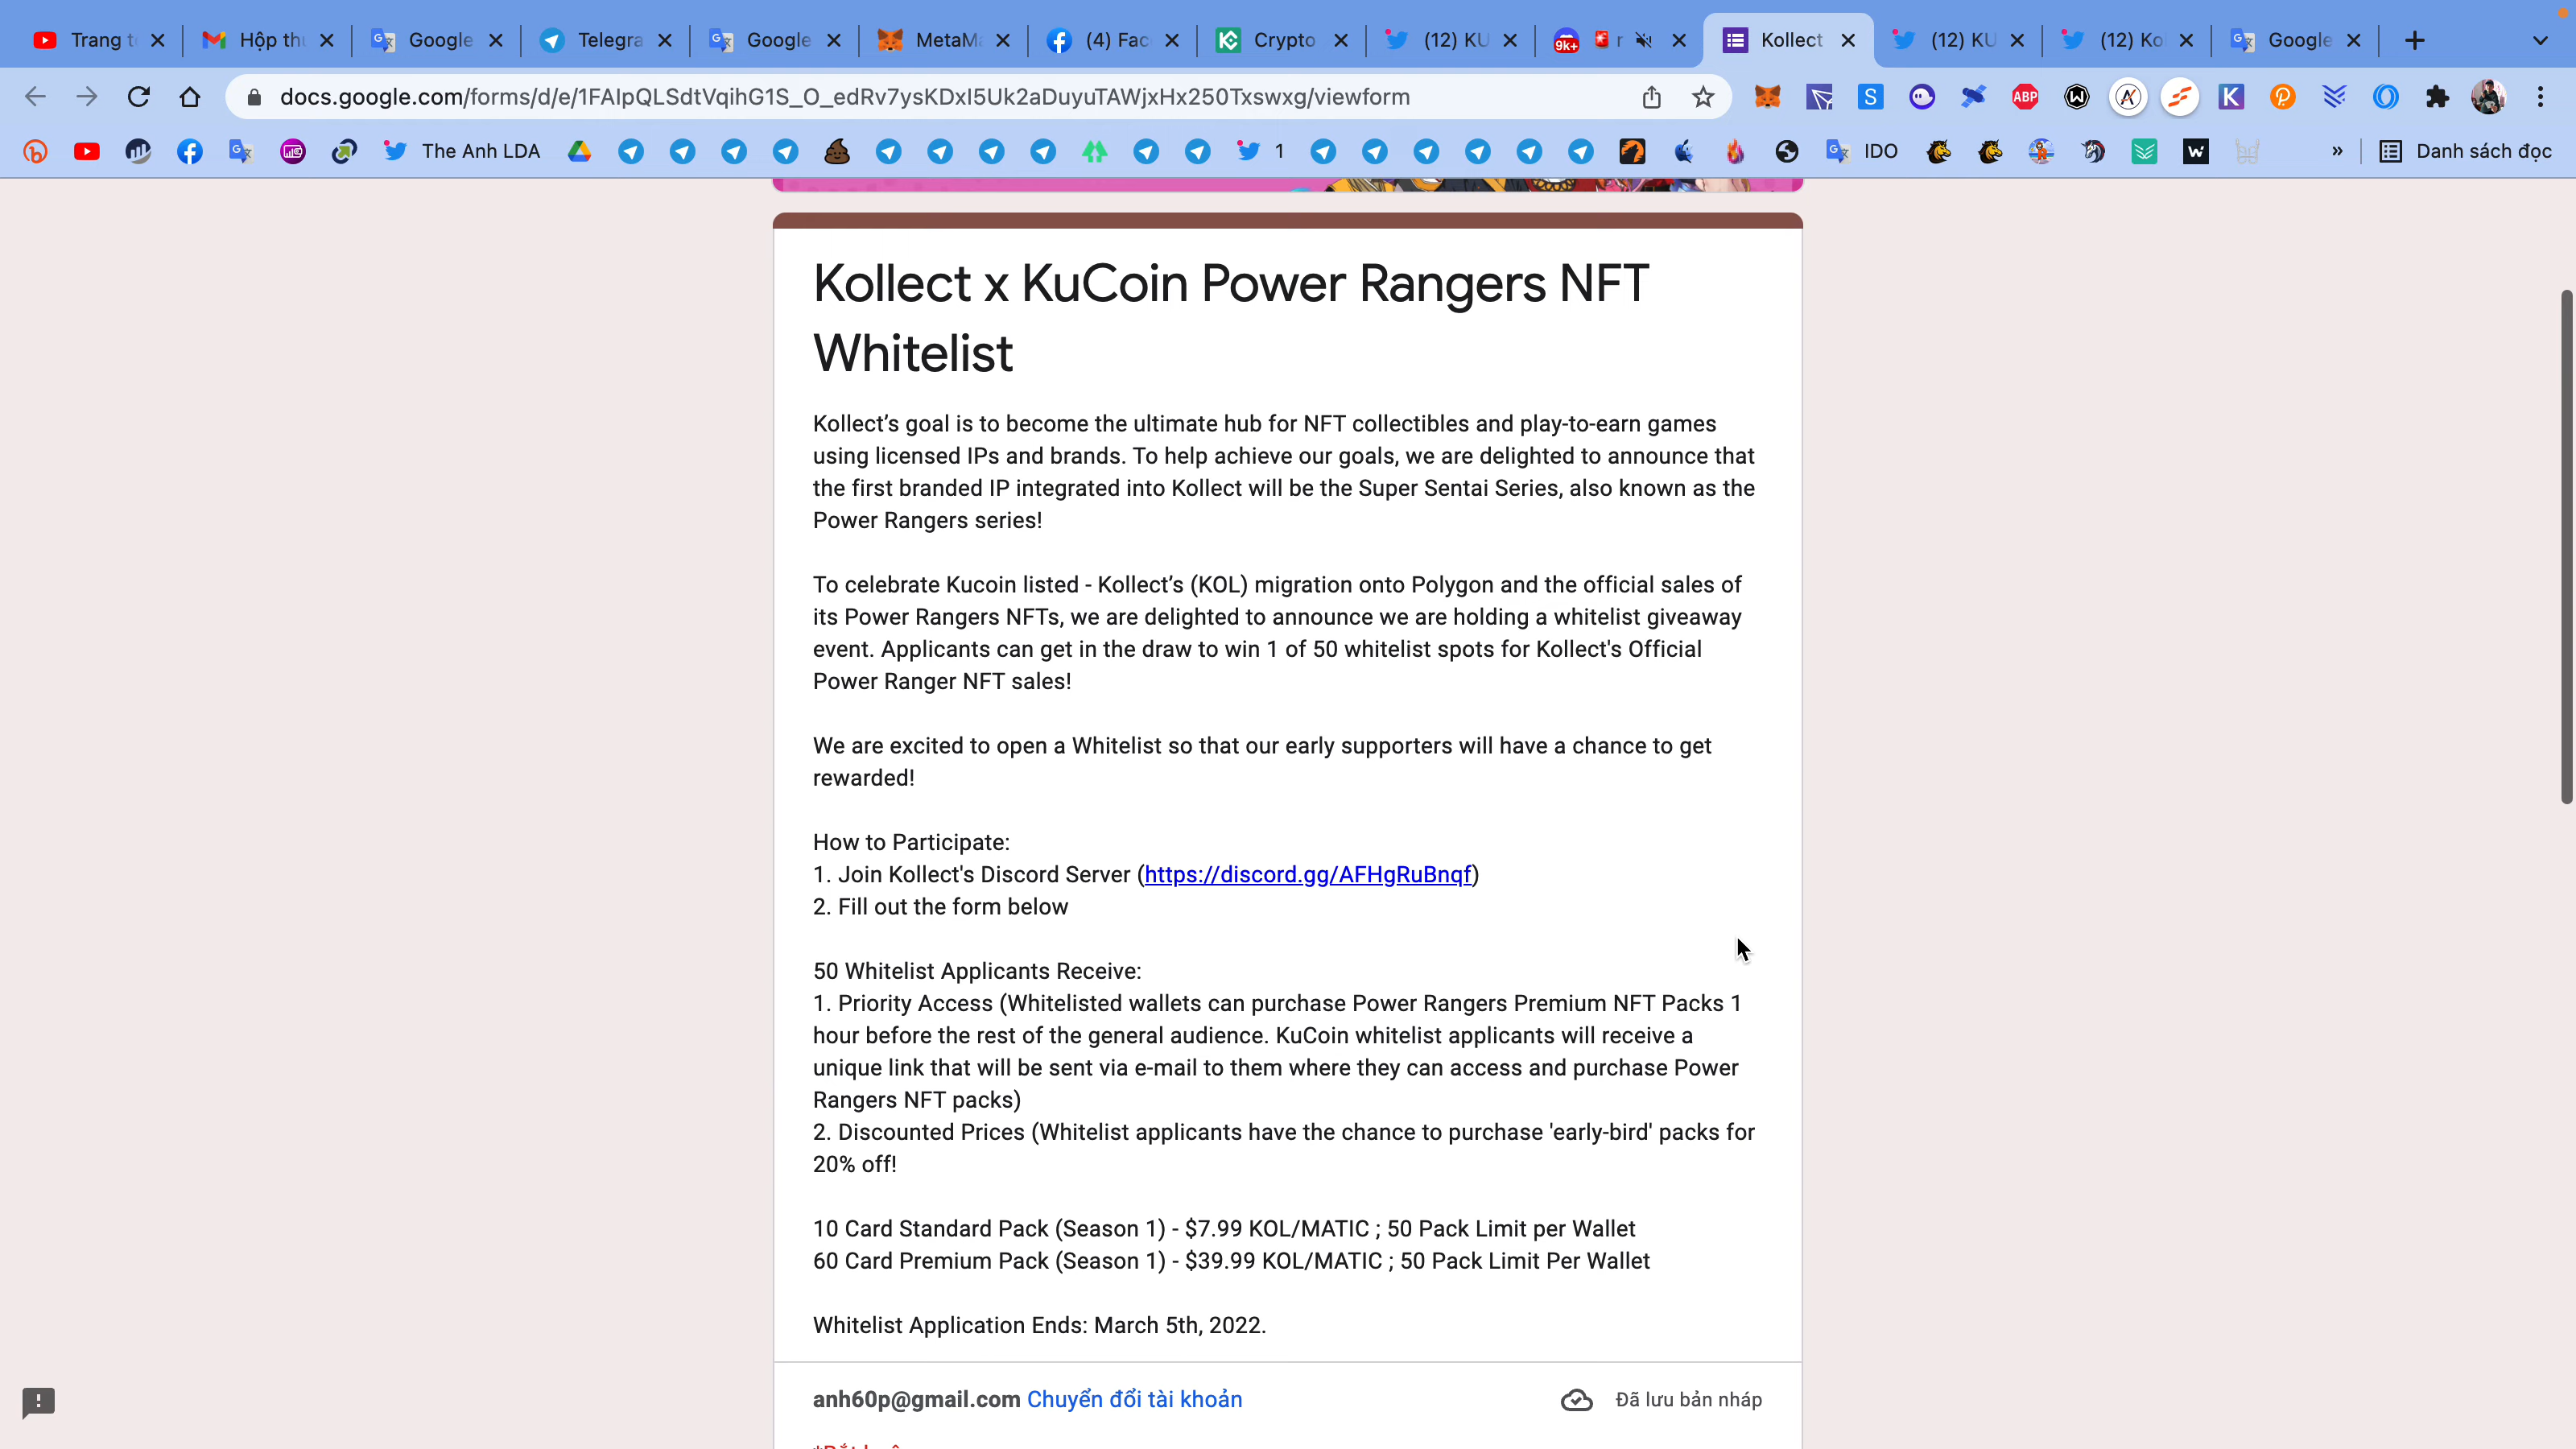 Trang t
Hộp thu
Google
Telegra
Google
MetaMa
(4) Fac
Crypto
(12) KU
9k+
Kollect
(12) KU
(12) Ko
Google
docs.google.com/forms/d/e/1FAIpQLSdtVqihG1S_O_edRv7ysKDxI5Uk2aDuyuTAWjxHx250Txswxg/viewform
ABP
The Anh LDA
1
IDO
»
Danh sách đọc
Kollect x KuCoin Power Rangers NFT
Whitelist
Kollect’s goal is to become the ultimate hub for NFT collectibles and play-to-earn games
using licensed IPs and brands. To help achieve our goals, we are delighted to announce that
the first branded IP integrated into Kollect will be the Super Sentai Series, also known as the
Power Rangers series!
To celebrate Kucoin listed - Kollect’s (KOL) migration onto Polygon and the official sales of
its Power Rangers NFTs, we are delighted to announce we are holding a whitelist giveaway
event. Applicants can get in the draw to win 1 of 50 whitelist spots for Kollect's Official
Power Ranger NFT sales!
We are excited to open a Whitelist so that our early supporters will have a chance to get
rewarded!
How to Participate:
1. Join Kollect's Discord Server (https://discord.gg/AFHgRuBnqf)
2. Fill out the form below
50 Whitelist Applicants Receive:
1. Priority Access (Whitelisted wallets can purchase Power Rangers Premium NFT Packs 1
hour before the rest of the general audience. KuCoin whitelist applicants will receive a
unique link that will be sent via e-mail to them where they can access and purchase Power
Rangers NFT packs)
2. Discounted Prices (Whitelist applicants have the chance to purchase 'early-bird' packs for
20% off!
10 Card Standard Pack (Season 1) - $7.99 KOL/MATIC ; 50 Pack Limit per Wallet
60 Card Premium Pack (Season 1) - $39.99 KOL/MATIC ; 50 Pack Limit Per Wallet
Whitelist Application Ends: March 5th, 2022.
anh60p@gmail.com Chuyển đổi tài khoản
Đã lưu bản nháp